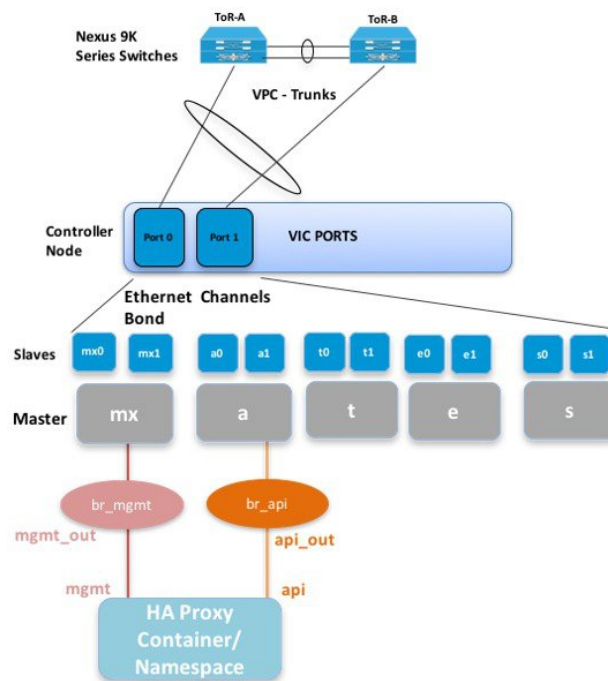 ToR-A
ToR-B
Nexus 9K
Series Switches
VPC - Trunks
Controller
Node
Port 0
Port 1
VIC PORTS
Ethernet Channels
Bond
Slaves
mx0
mx1
a0
a1
t0
t1
e0
e1
s0
s1
Master
mx
a
t
e
s
br_mgmt
br_api
mgmt_out
api_out
mgmt
api
HA Proxy
Container/
Namespace